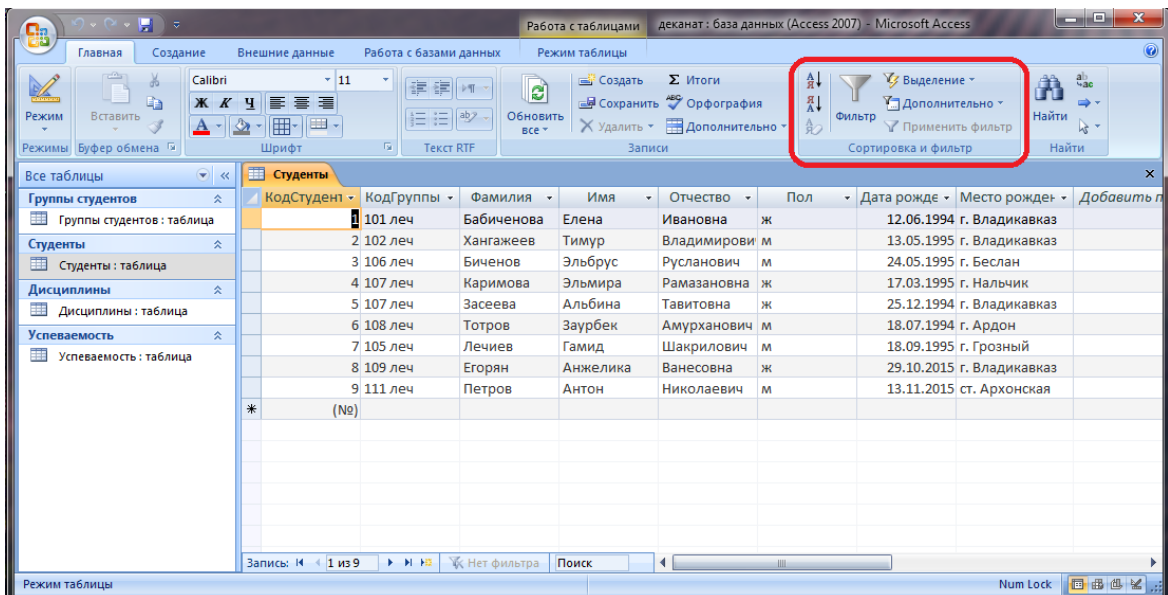 Работа с таблицами деканат : база данных (Access 2007) - Microsoft Access
Главная Создание Внешние данные Работа с базами данных Режим таблицы
Режим
Вставить
Calibri 11
Ж К Ч
Обновить все
Создать
Сохранить
Удалить
Σ Итоги
Орфография
Дополнительно
Фильтр
Выделение
Дополнительно
Применить фильтр
Найти
Режимы Буфер обмена Шрифт Текст RTF Записи Сортировка и фильтр Найти
Все таблицы
Группы студентов
Группы студентов : таблица
Студенты
Студенты : таблица
Дисциплины
Дисциплины : таблица
Успеваемость
Успеваемость : таблица
Студенты
КодСтудент КодГруппы Фамилия Имя Отчество Пол Дата рожде Место рожден Добавить п
1 101 леч Бабиченова Елена Ивановна ж 12.06.1994 г. Владикавказ
2 102 леч Хангажеев Тимур Владимирови м 13.05.1995 г. Владикавказ
3 106 леч Биченов Эльбрус Русланович м 24.05.1995 г. Беслан
4 107 леч Каримова Эльмира Рамазановна ж 17.03.1995 г. Нальчик
5 107 леч Засеева Альбина Тавитовна ж 25.12.1994 г. Владикавказ
6 108 леч Тотров Заурбек Амурханович м 18.07.1994 г. Ардон
7 105 леч Лечиев Гамид Шакрилович м 18.09.1995 г. Грозный
8 109 леч Егорян Анжелика Ванесовна ж 29.10.2015 г. Владикавказ
9 111 леч Петров Антон Николаевич м 13.11.2015 ст. Архонская
(№)
Запись: 1 из 9 Нет фильтра Поиск
Режим таблицы Num Lock